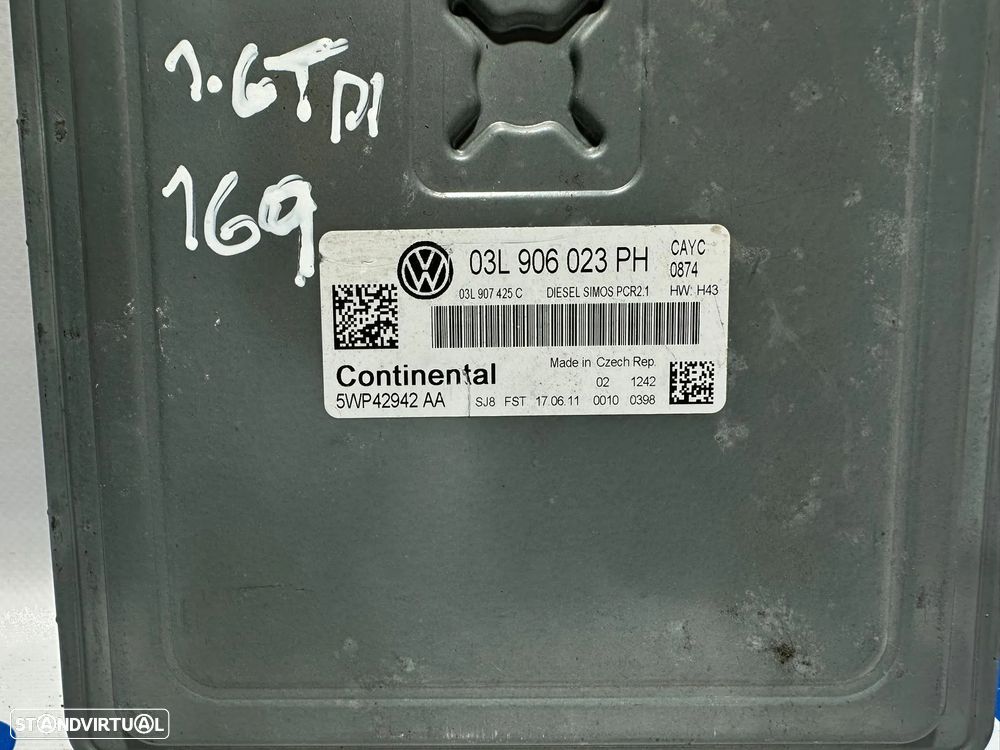 1.6TDI
169
03L 906 023 PH
CAYC
0874
03L 907 425 C DIESEL SIMOS PCR2.1 HW: H43
Made in Czech Rep.
Continental 02 1242
5WP42942 AA SJ8 FST 17.06.11 0010 0398
STANDVIRTUAL